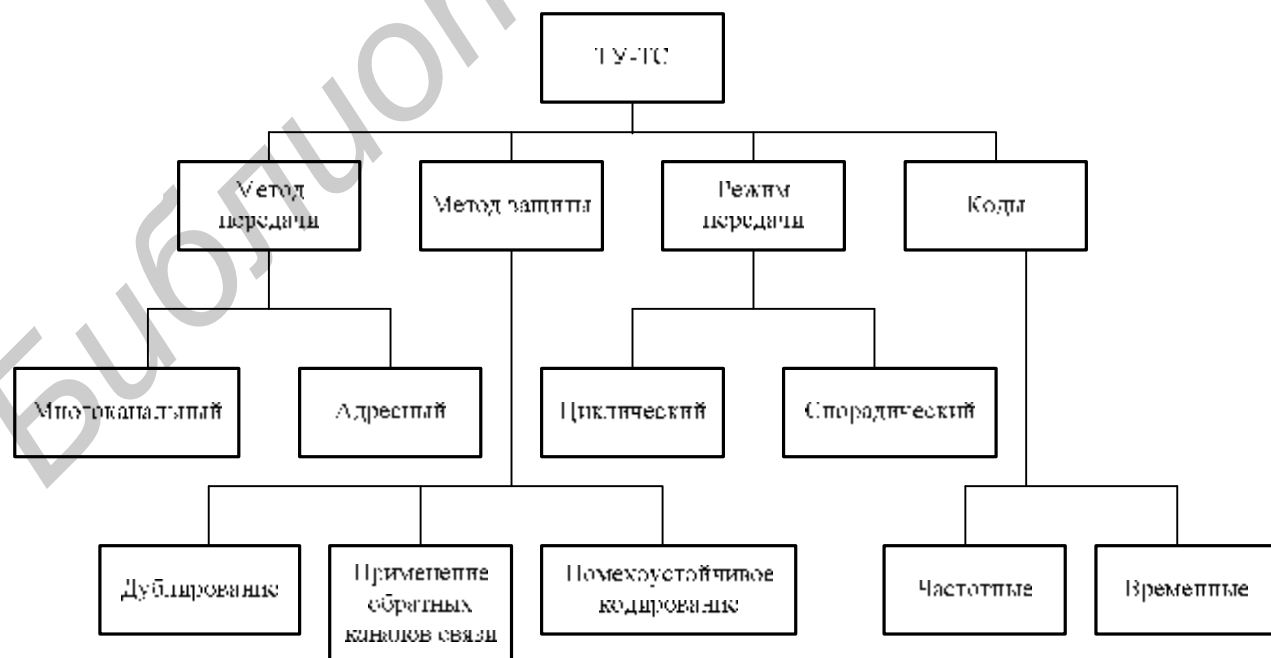 ТУ-ТС
Метод
передачи
Метод защиты
Режим
передачи
Коды
Многоканальный
Адресный
Циклический
Спорадический
Дублирование
Применение
обратных
каналов связи
Помехоустойчивое
кодирование
Частотные
Временные
Библиот